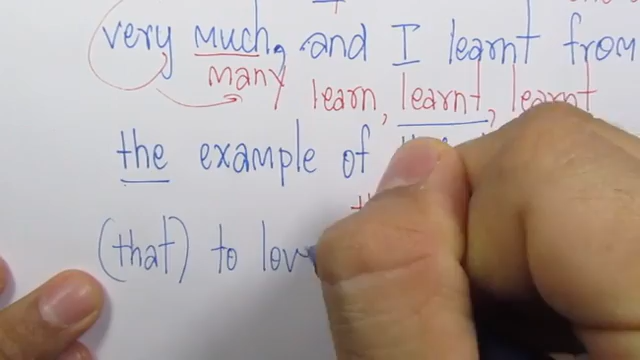 very much, and I learnt from
many learn, learnt, learnt
the example of
(that) to lov